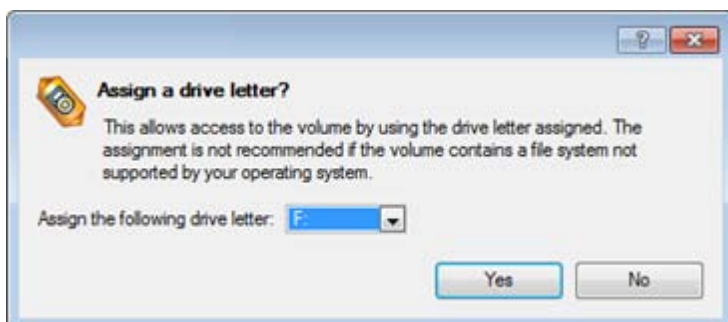 Assign a drive letter?
This allows access to the volume by using the drive letter assigned. The
assignment is not recommended if the volume contains a file system not
supported by your operating system.
Assign the following drive letter: F:
Yes No